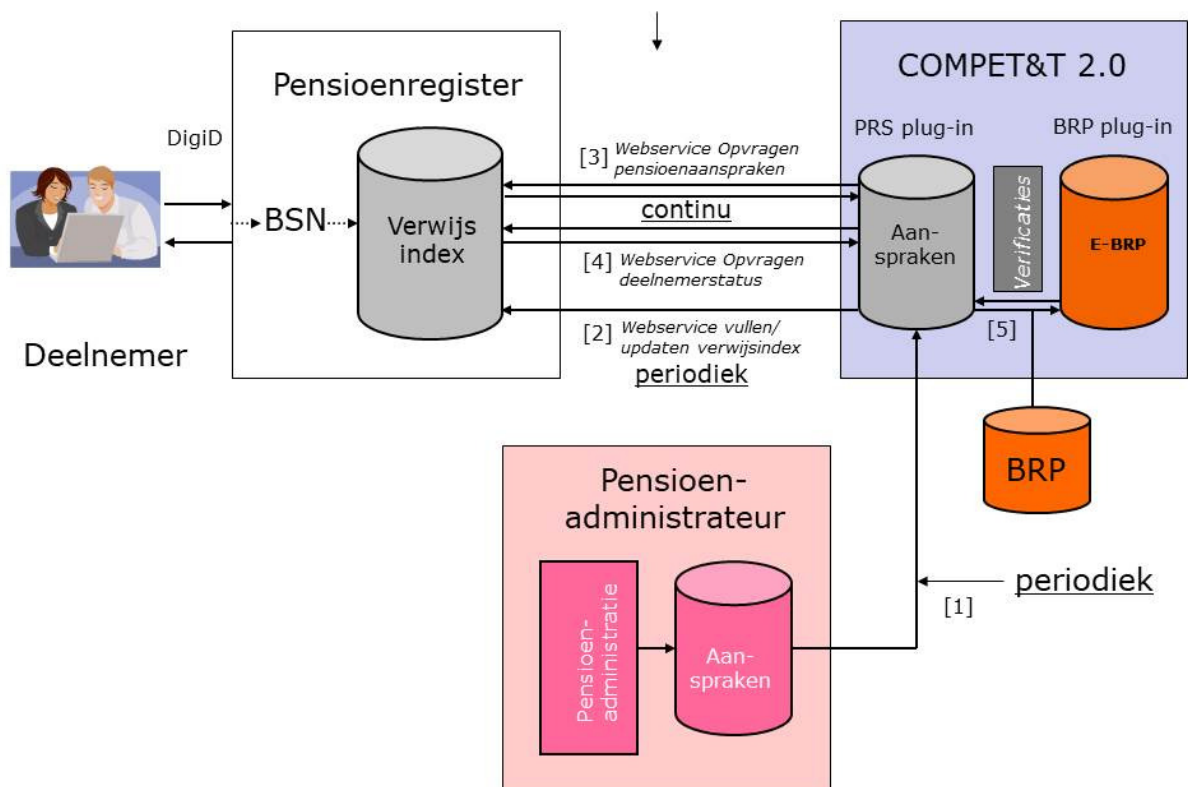 Pensioenregister
DigiD
BSN
Verwijs
index
Deelnemer
[3] Webservice Opvragen
pensioenaanspraken
continu
[4] Webservice Opvragen
deelnemerstatus
[2] Webservice vullen/
updaten verwijsindex
periodiek
COMPET&T 2.0
PRS plug-in
BRP plug-in
Aan-
spraken
Verificaties
E-BRP
[5]
BRP
Pensioen-
administrateur
Pensioen-
administratie
Aan-
spraken
periodiek
[1]